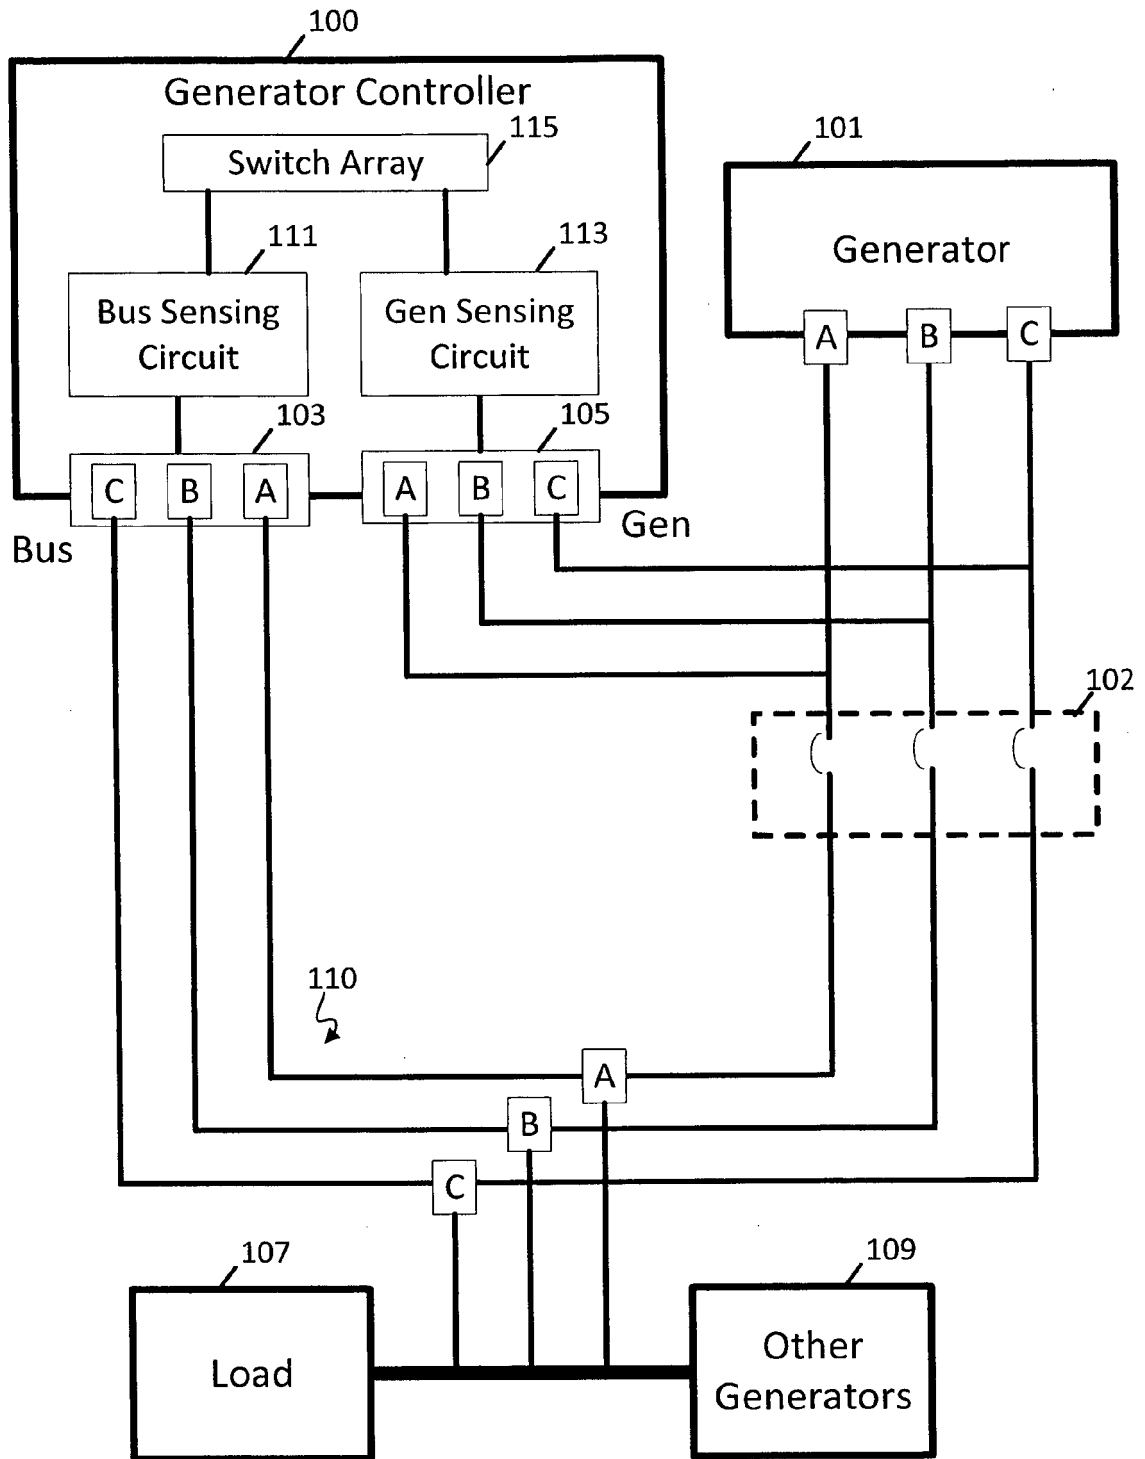 100
Generator Controller
115
Switch Array
101
111
113
Generator
Bus Sensing
Circuit
Gen Sensing
Circuit
A
B
C
103
105
C
B
A
A
B
C
Bus
Gen
102
110
A
B
C
107
109
Load
Other
Generators